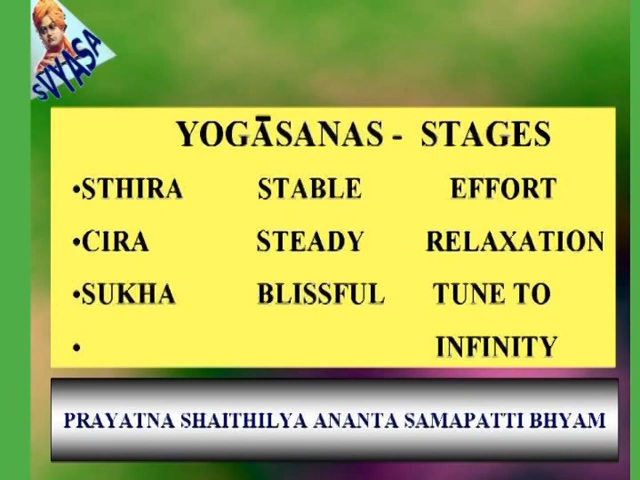 SVYASA
YOGĀSANAS - STAGES
•STHIRA STABLE EFFORT
•CIRA STEADY RELAXATION
•SUKHA BLISSFUL TUNE TO
• INFINITY
PRAYATNA SHAITHILYA ANANTA SAMAPATTI BHYAM